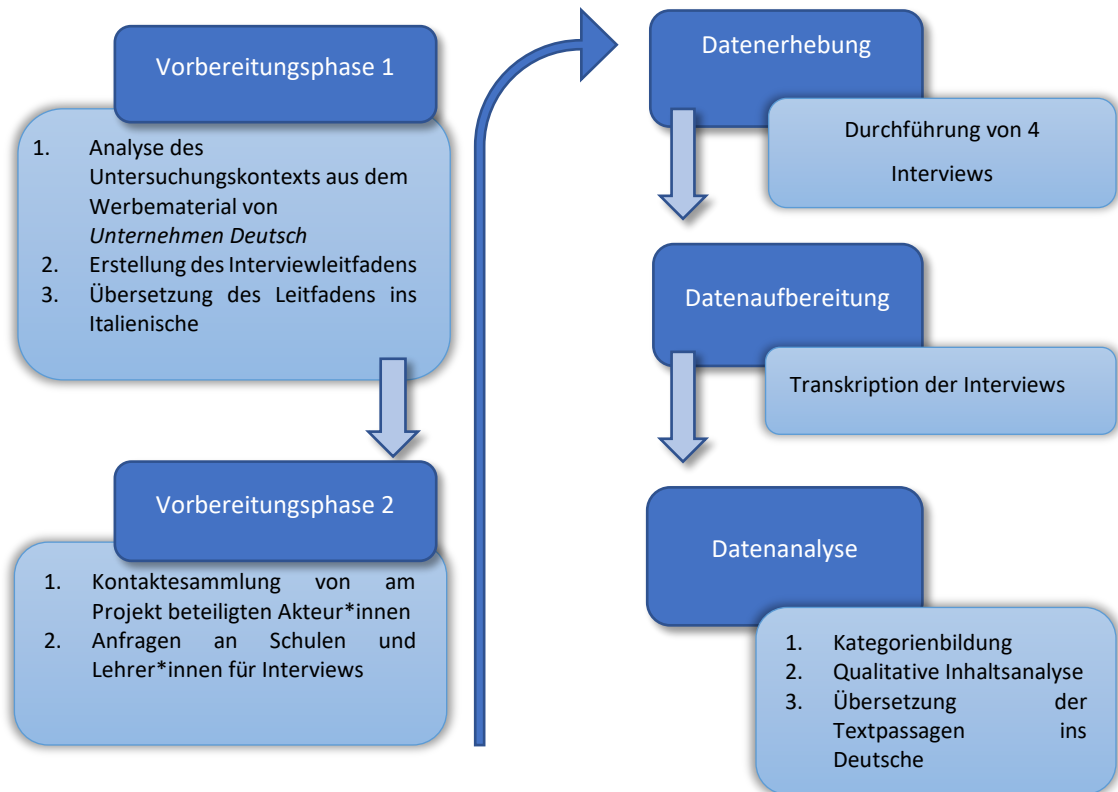 Vorbereitungsphase 1
1. Analyse des
Untersuchungskontexts aus dem
Werbematerial von
Unternehmen Deutsch
2. Erstellung des Interviewleitfadens
3. Übersetzung des Leitfadens ins
Italienische
Vorbereitungsphase 2
1. Kontaktesammlung von am
Projekt beteiligten Akteur*innen
2. Anfragen an Schulen und
Lehrer*innen für Interviews
Datenerhebung
Durchführung von 4
Interviews
Datenaufbereitung
Transkription der Interviews
Datenanalyse
1. Kategorienbildung
2. Qualitative Inhaltsanalyse
3. Übersetzung der
Textpassagen ins
Deutsche